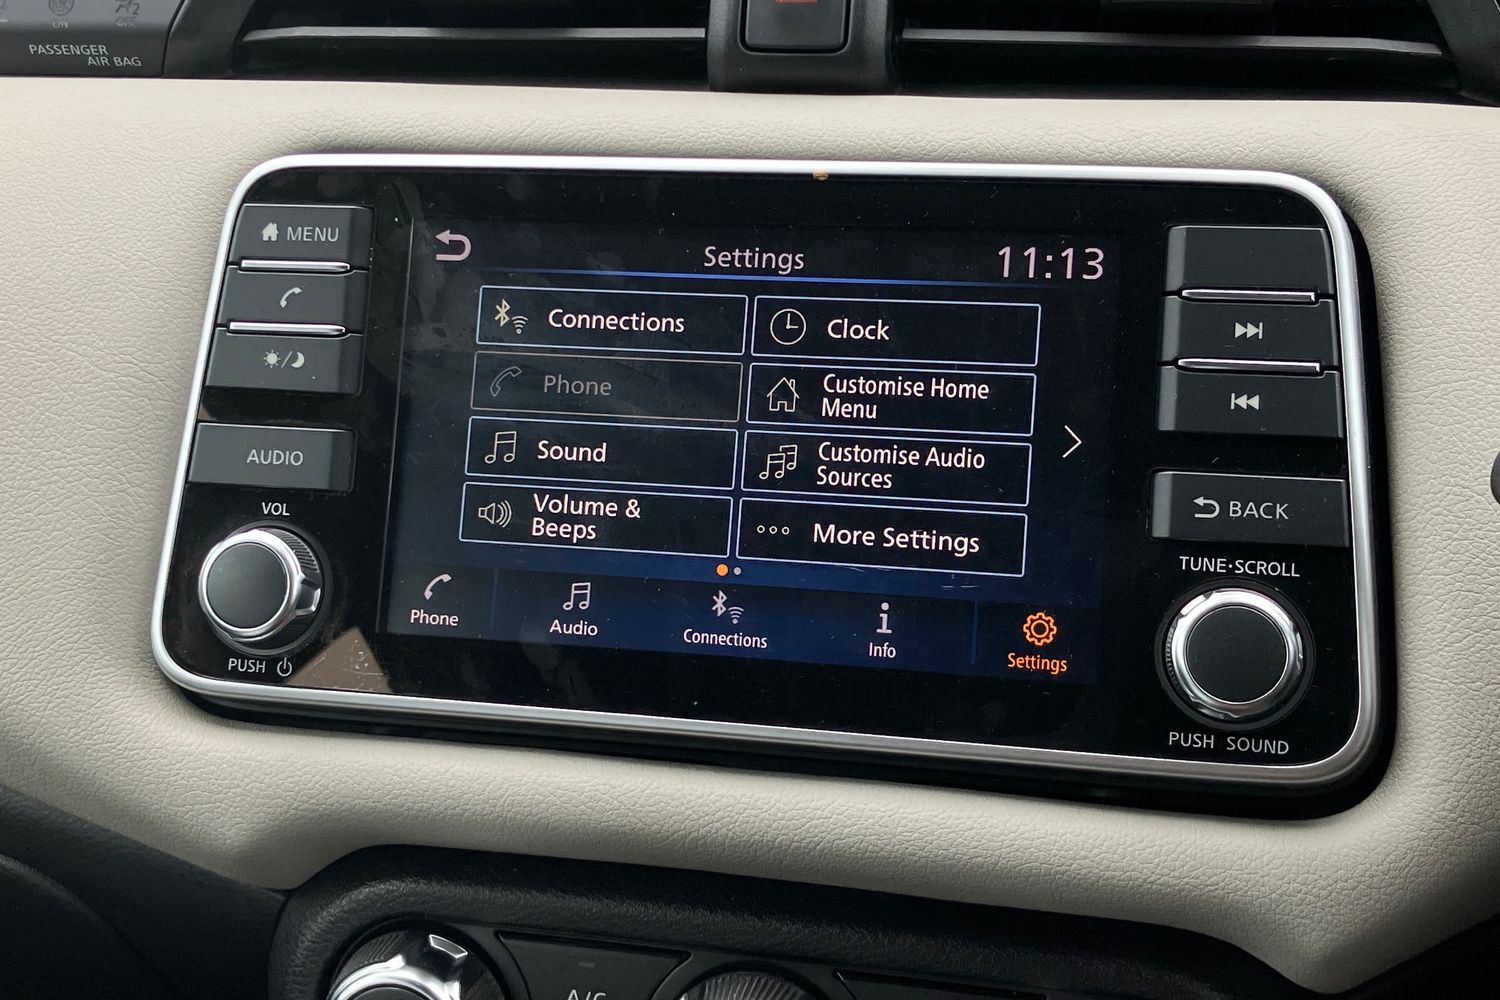 PASSENGER
AIR BAG
MENU
AUDIO
VOL
PUSH
Settings
11:13
Connections
Clock
Phone
Customise Home
Menu
Sound
Customise Audio
Sources
Volume &
Beeps
More Settings
Phone
Audio
Connections
Info
Settings
BACK
TUNE·SCROLL
PUSH SOUND
A/C